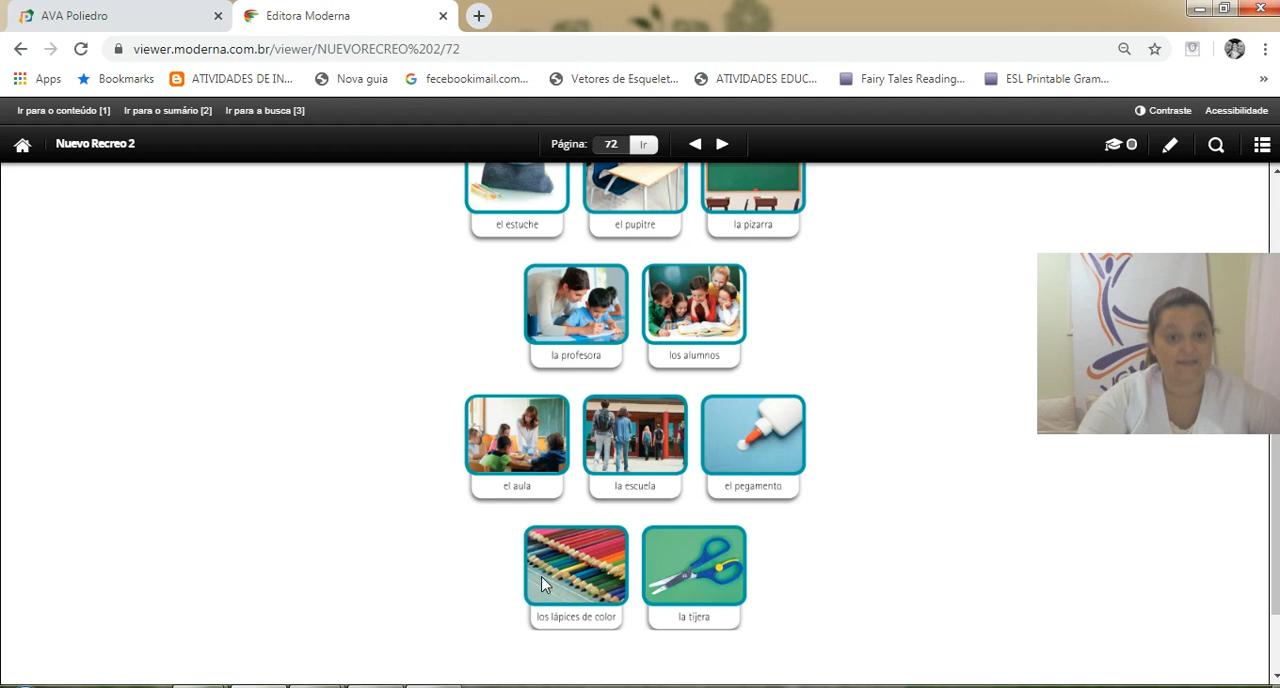 AVA Poliedro
Editora Moderna
viewer.moderna.com.br/viewer/NUEVORECREO%202/72
Apps
Bookmarks
ATIVIDADES DE IN...
Nova guia
fecebookimail.com...
Vetores de Esquelet...
ATIVIDADES EDUC...
Fairy Tales Reading...
ESL Printable Gram...
Ir para o conteúdo [1] Ir para o sumário [2] Ir para a busca [3]
Contraste Acessibilidade
Nuevo Recreo 2
Página: 72 Ir
0
el estuche
el pupitre
la pizarra
la profesora
los alumnos
el aula
la escuela
el pegamento
los lápices de color
la tijera